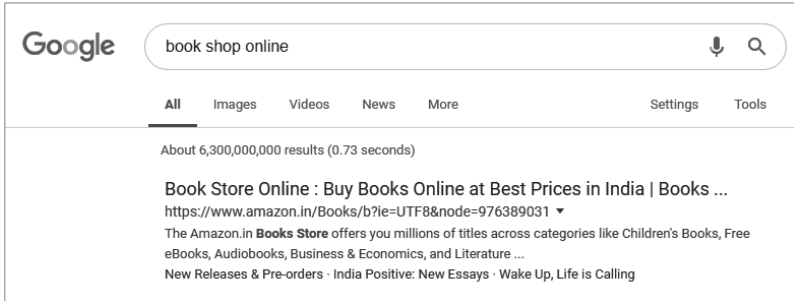 Google
book shop online
All Images Videos News More Settings Tools
About 6,300,000,000 results (0.73 seconds)
Book Store Online : Buy Books Online at Best Prices in India | Books ...
https://www.amazon.in/Books/b?ie=UTF8&node=976389031
The Amazon.in Books Store offers you millions of titles across categories like Children's Books, Free
eBooks, Audiobooks, Business & Economics, and Literature ...
New Releases & Pre-orders · India Positive: New Essays · Wake Up, Life is Calling